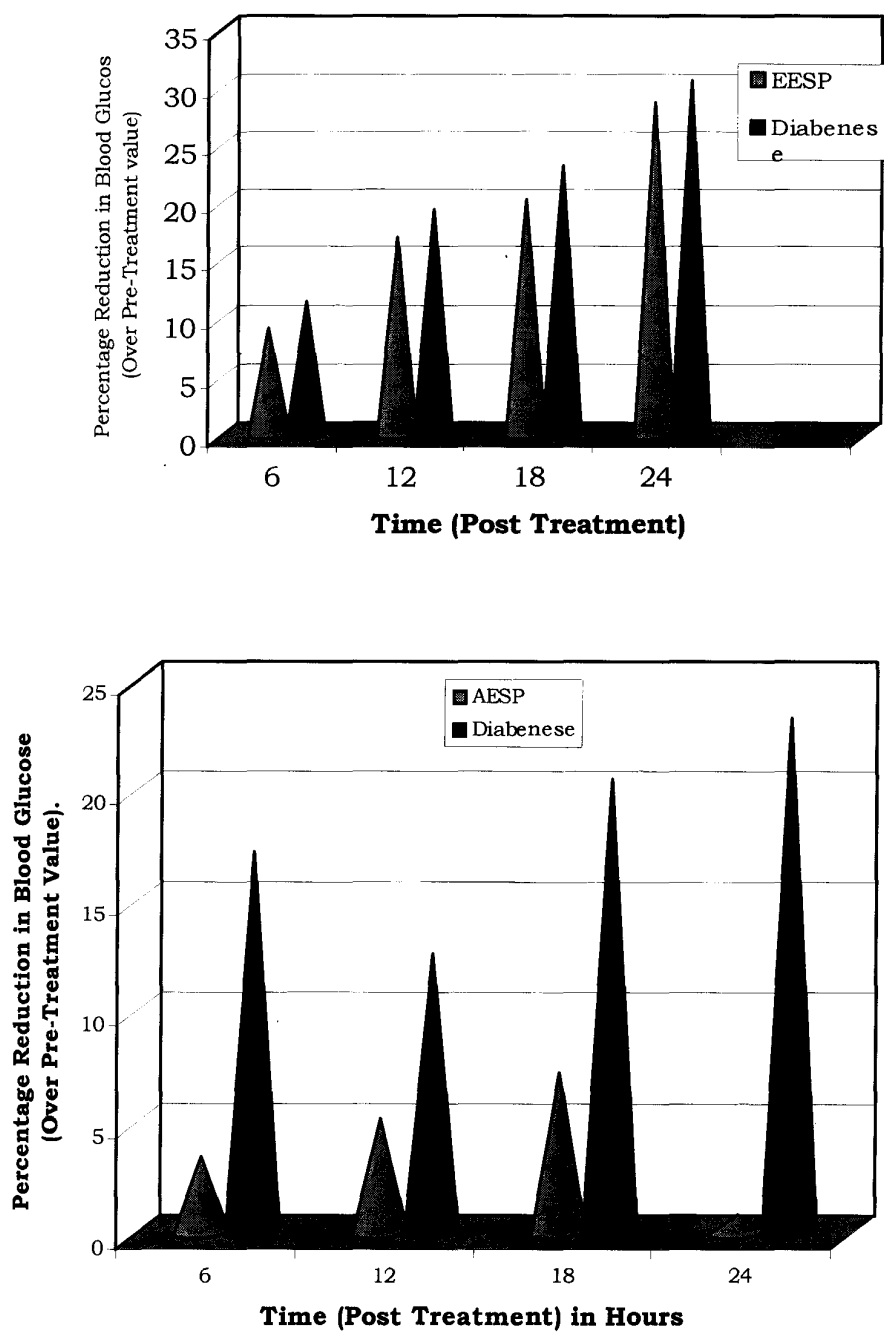 Percentage Reduction in Blood Glucos
(Over Pre-Treatment value)
35
30
25
20
15
10
5
0
EESP
Diabenes
e
6 12 18 24
Time (Post Treatment)
Percentage Reduction in Blood Glucose
(Over Pre-Treatment Value).
25
20
15
10
5
0
AESP
Diabenese
6 12 18 24
Time (Post Treatment) in Hours